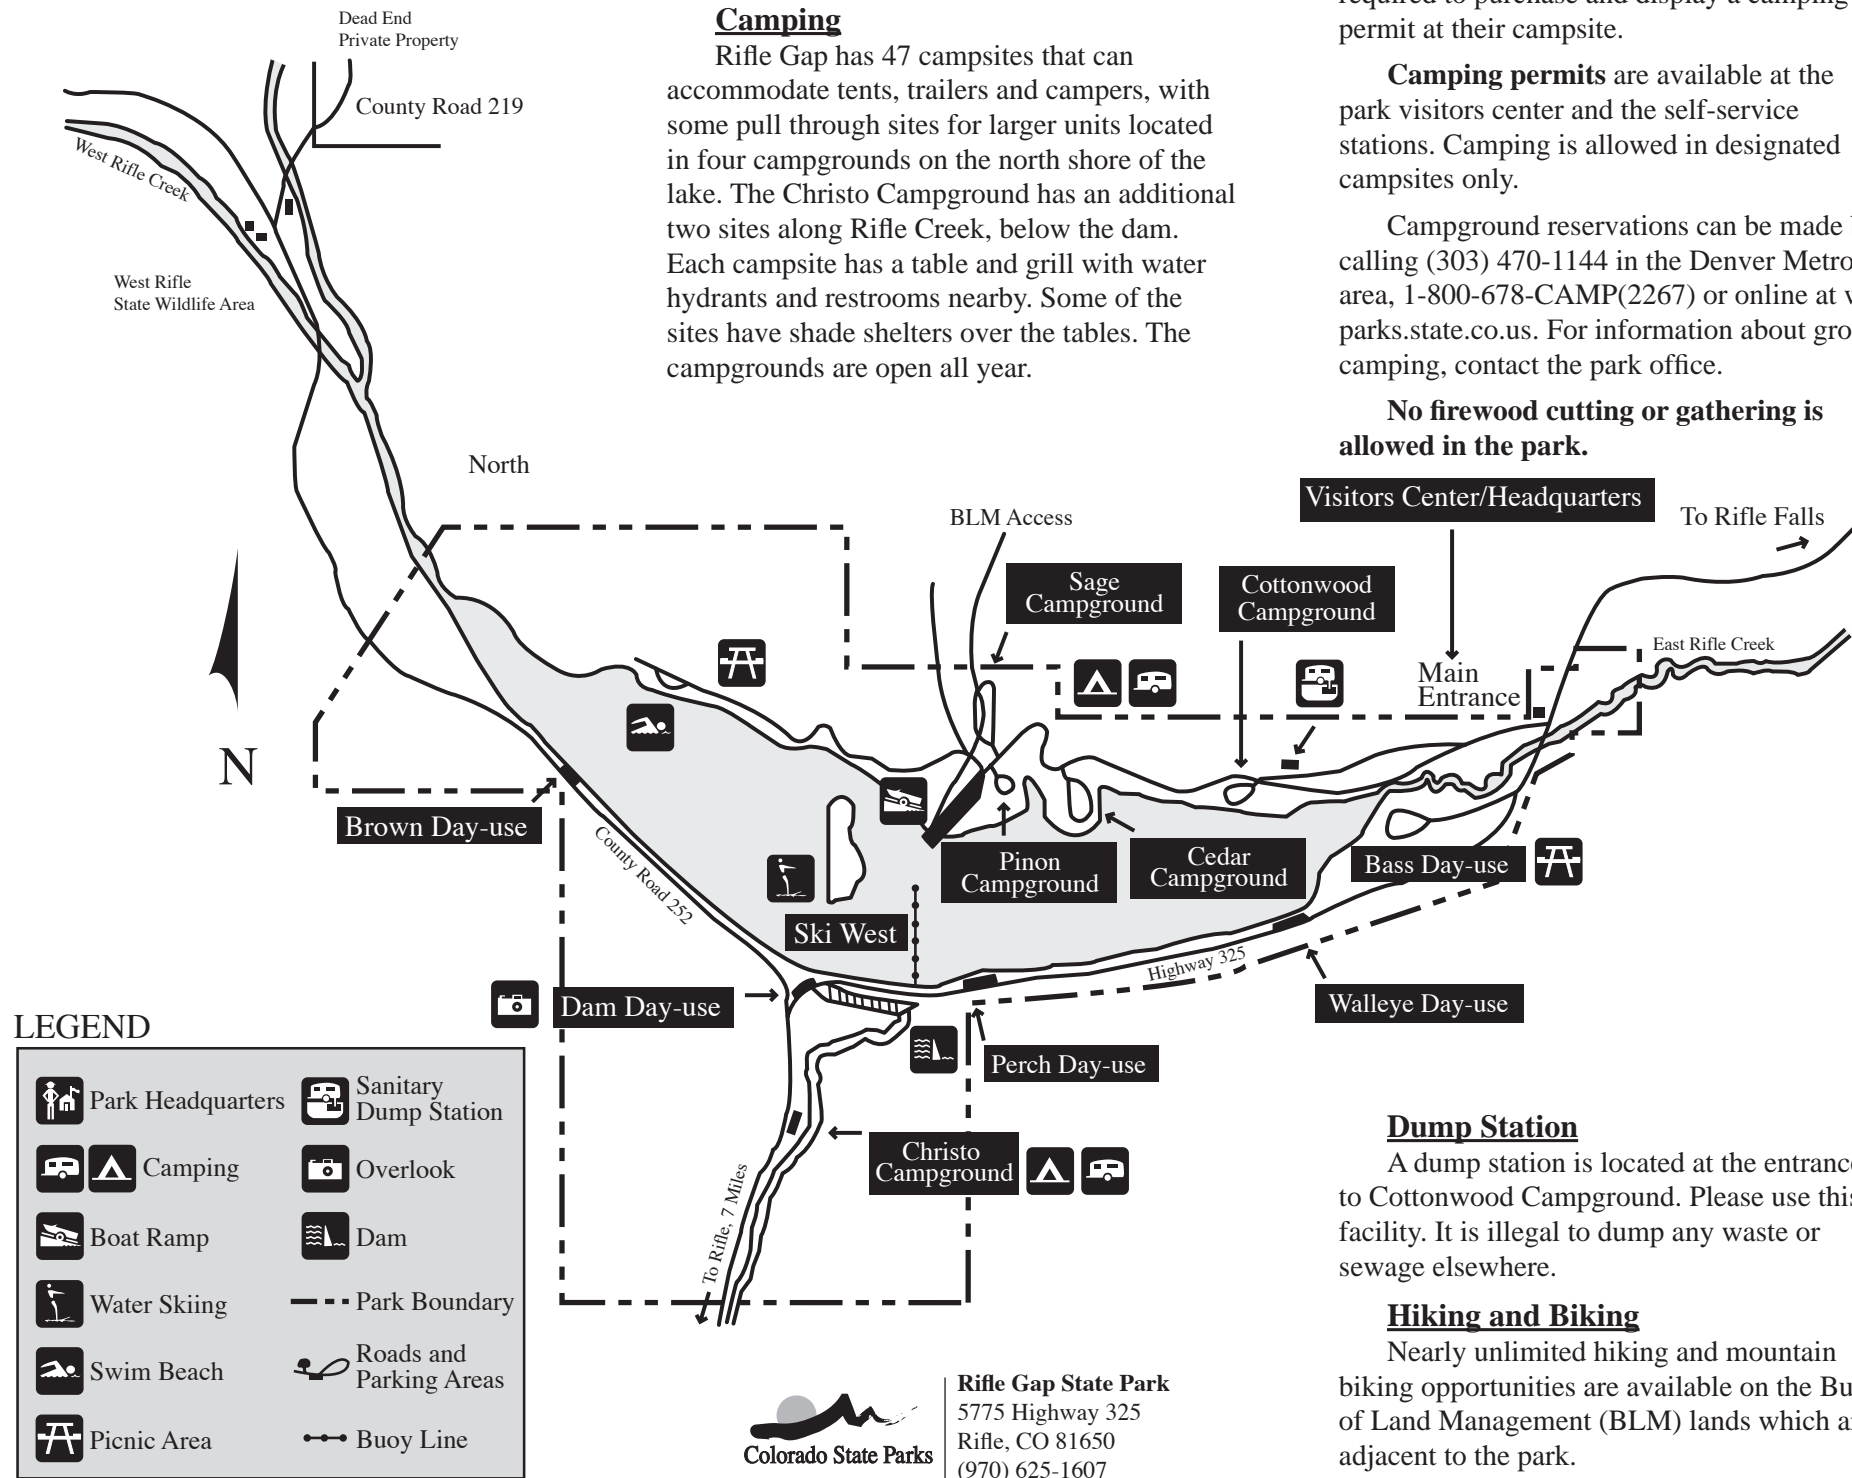 Camping
Rifle Gap has 47 campsites that can
accommodate tents, trailers and campers, with
some pull through sites for larger units located
in four campgrounds on the north shore of the
lake. The Christo Campground has an additional
two sites along Rifle Creek, below the dam.
Each campsite has a table and grill with water
hydrants and restrooms nearby. Some of the
sites have shade shelters over the tables. The
campgrounds are open all year.
required to purchase and display a camping
permit at their campsite.
Camping permits are available at the
park visitors center and the self-service
stations. Camping is allowed in designated
campsites only.
Campground reservations can be made
calling (303) 470-1144 in the Denver Metro
area, 1-800-678-CAMP(2267) or online at
parks.state.co.us. For information about
camping, contact the park office.
No firewood cutting or gathering is
allowed in the park.
Dead End
Private Property
County Road 219
West Rifle Creek
West Rifle
State Wildlife Area
North
N
BLM Access
Visitors Center/Headquarters
To Rifle Falls
Sage
Campground
Cottonwood
Campground
Main
Entrance
East Rifle Creek
Brown Day-use
County Road 252
Pinon
Campground
Cedar
Campground
Bass Day-use
Ski West
Highway 325
Walleye Day-use
Dam Day-use
Perch Day-use
Christo
Campground
To Rifle, 7 Miles
LEGEND
Park Headquarters
Sanitary
Dump Station
Camping
Overlook
Boat Ramp
Dam
Water Skiing
Park Boundary
Swim Beach
Roads and
Parking Areas
Picnic Area
Buoy Line
Colorado State Parks
Rifle Gap State Park
5775 Highway 325
Rifle, CO 81650
(970) 625-1607
Dump Station
A dump station is located at the entrance
to Cottonwood Campground. Please use this
facility. It is illegal to dump any waste or
sewage elsewhere.
Hiking and Biking
Nearly unlimited hiking and mountain
biking opportunities are available on the
of Land Management (BLM) lands which
adjacent to the park.